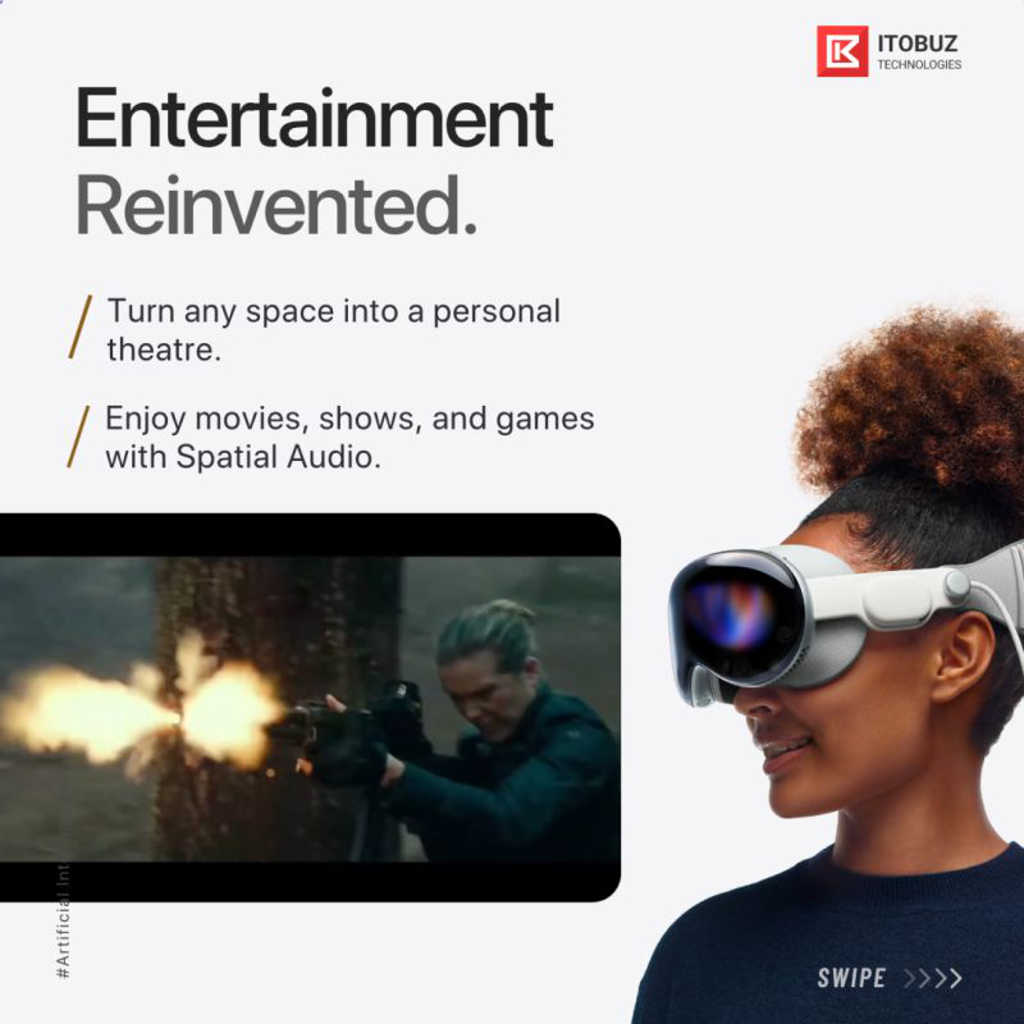 ITOBUZ
TECHNOLOGIES
Entertainment
Reinvented.
Turn any space into a personal
theatre.
Enjoy movies, shows, and games
with Spatial Audio.
#Artificial Int
SWIPE >>>>